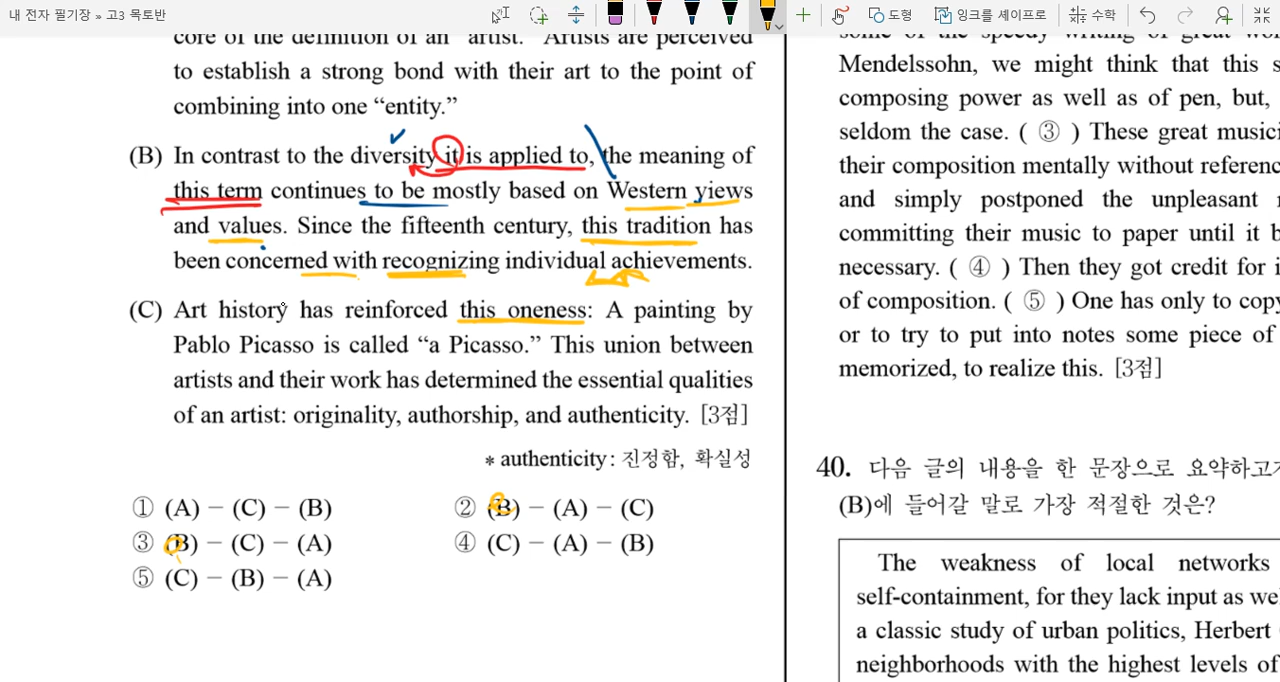 내 전자 필기장 » 고3 목토반
도형
잉크를 셰이프로
수학
core of the definition of an “artist.” Artists are perceived
to establish a strong bond with their art to the point of
combining into one “entity.”
(B) In contrast to the diversity it is applied to, the meaning of
this term continues to be mostly based on Western views
and values. Since the fifteenth century, this tradition has
been concerned with recognizing individual achievements.
(C) Art history has reinforced this oneness: A painting by
Pablo Picasso is called “a Picasso.” This union between
artists and their work has determined the essential qualities
of an artist: originality, authorship, and authenticity. [3점]
* authenticity: 진정함, 확실성
① (A) － (C) － (B)
② (B) － (A) － (C)
③ (B) － (C) － (A)
④ (C) － (A) － (B)
⑤ (C) － (B) － (A)
some of the speedy writing of great
Mendelssohn, we might think that this
composing power as well as of pen, but,
seldom the case. ( ③ ) These great
their composition mentally without
and simply postponed the unpleasant
committing their music to paper until it
necessary. ( ④ ) Then they got credit for
of composition. ( ⑤ ) One has only to
or to try to put into notes some piece of
memorized, to realize this. [3점]
40. 다음 글의 내용을 한 문장으로
(B)에 들어갈 말로 가장 적절한 것은?
The weakness of local networks
self-containment, for they lack input as
a classic study of urban politics, Herbert
neighborhoods with the highest levels of